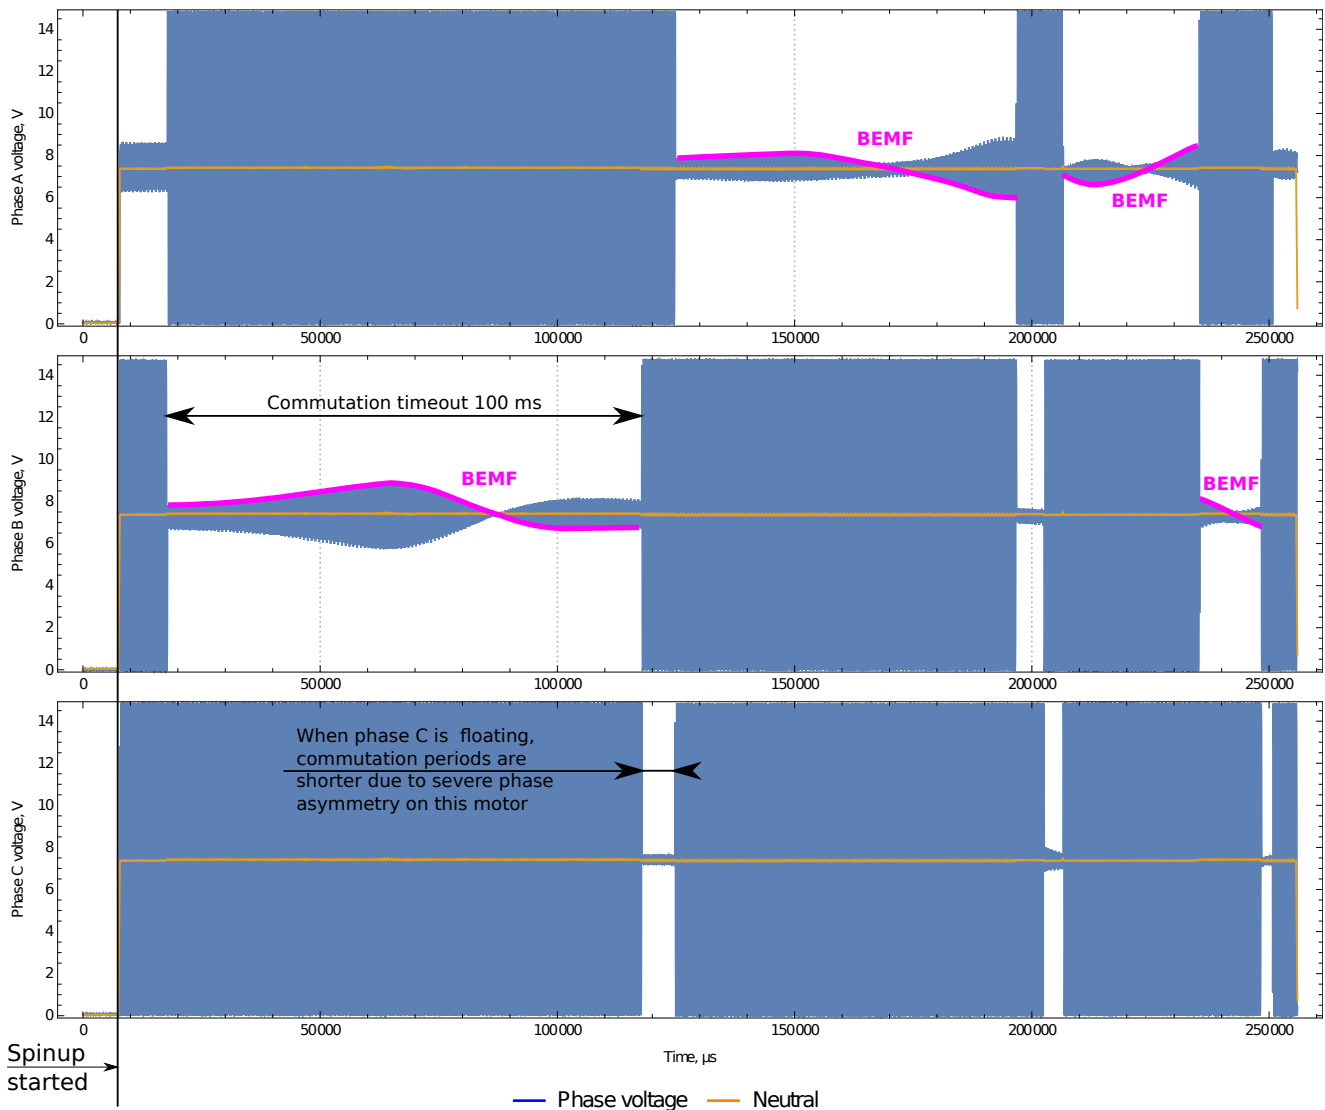 14
12
10
8
6
4
2
0
Phase A voltage, V
BEMF
BEMF
0 50000 100000 150000 200000 250000
14
12
10
8
6
4
2
0
Phase B voltage, V
Commutation timeout 100 ms
BEMF
BEMF
0 50000 100000 150000 200000 250000
14
12
10
8
6
4
2
0
Phase C voltage, V
When phase C is floating,
commutation periods are
shorter due to severe phase
asymmetry on this motor
0 50000 100000 150000 200000 250000
Time, µs
Spinup
started
Phase voltage Neutral